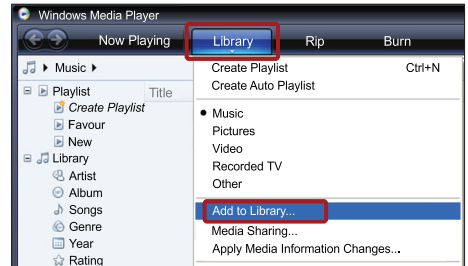 Windows Media Player
Now Playing Library Rip Burn
Music
Create Playlist Ctrl+N
Create Auto Playlist
Playlist Title
Create Playlist
Favour
New
Library
Artist
Album
Songs
Genre
Year
Rating
Music
Pictures
Video
Recorded TV
Other
Add to Library...
Media Sharing...
Apply Media Information Changes...